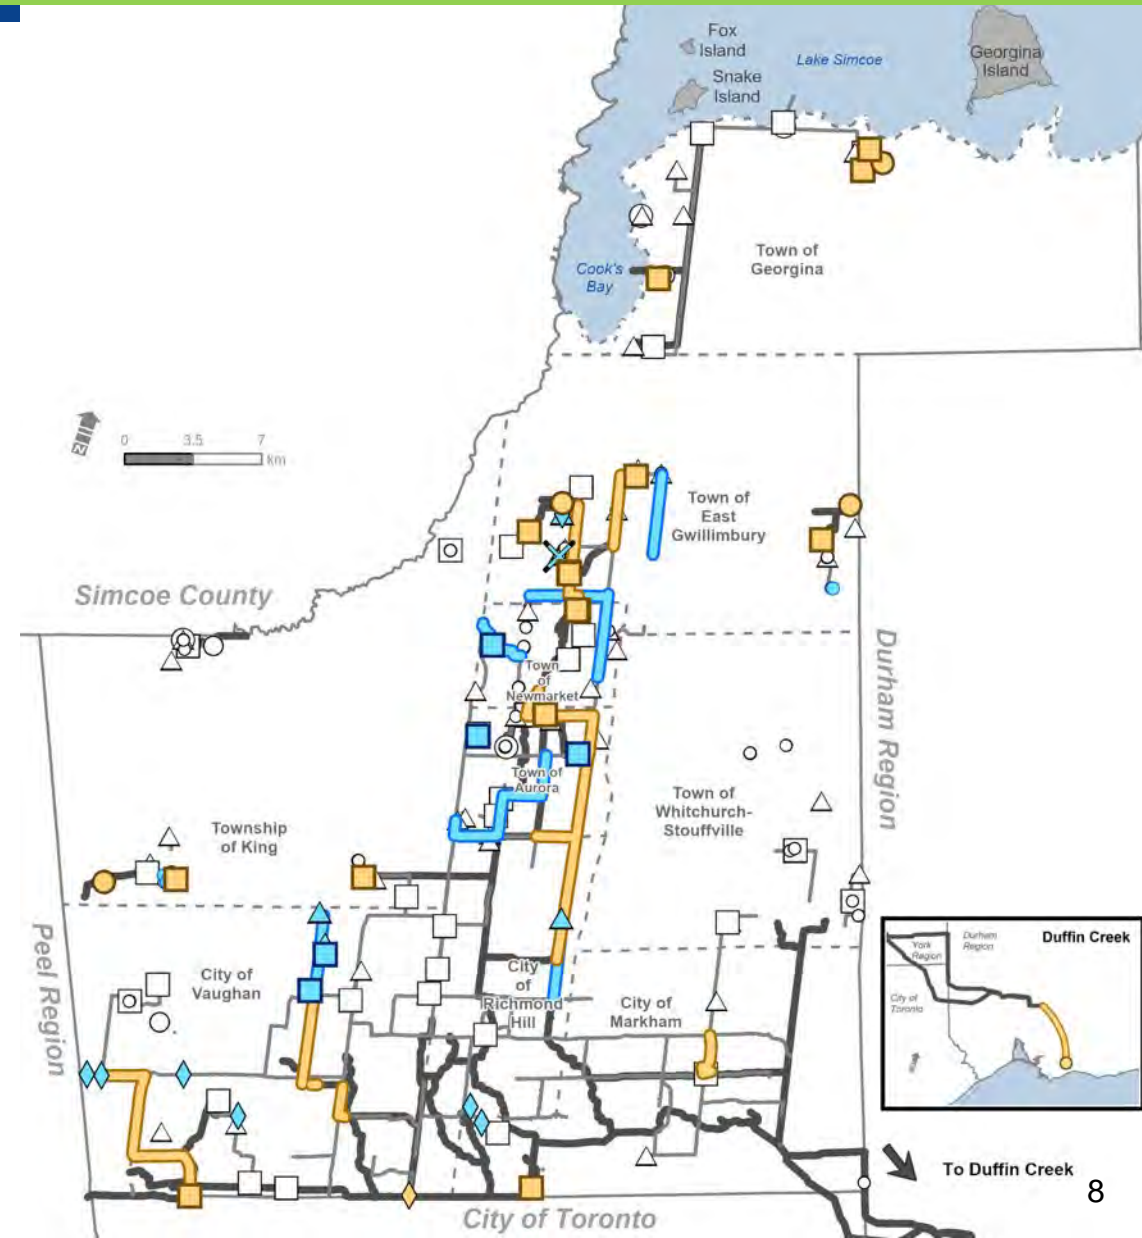 Fox
Island
Lake Simcoe
Georgina
Island
Snake
Island
Town of
Georgina
Cook's
Bay
N
0 3.5 7
km
Town of
East
Gwillimbury
Simcoe County
Durham Region
Town
of
Newmarket
Town of
Aurora
Town of
Whitchurch-
Stouffville
Township
of King
Peel Region
City of
Vaughan
City
of
Richmond
Hill
City of
Markham
Durham
Region
Duffin Creek
York
Region
City of
Toronto
To Duffin Creek
8
City of Toronto